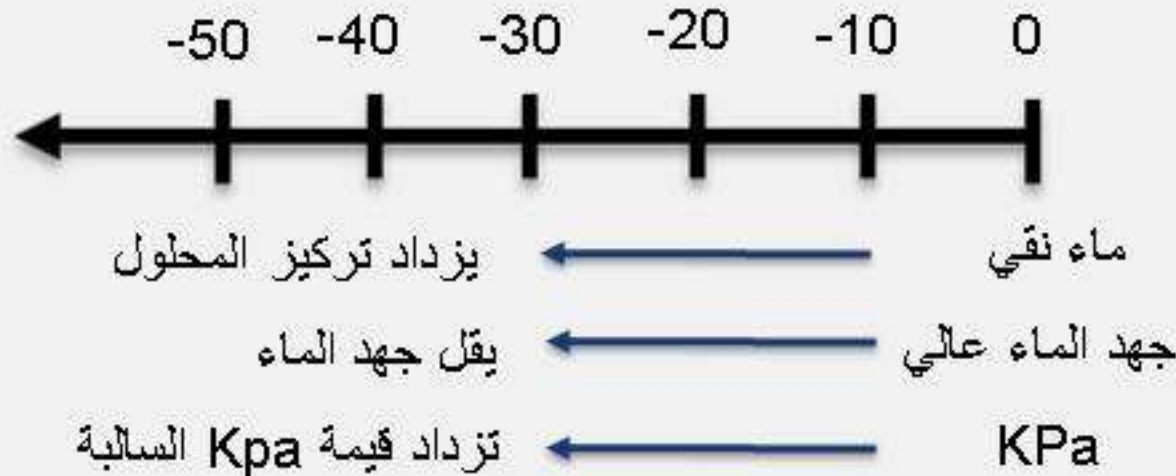 -50 -40 -30 -20 -10 0
ماء نقي يزداد تركيز المحلول
جهد الماء عالي يقل جهد الماء
KPa تزداد قيمة Kpa السالبة